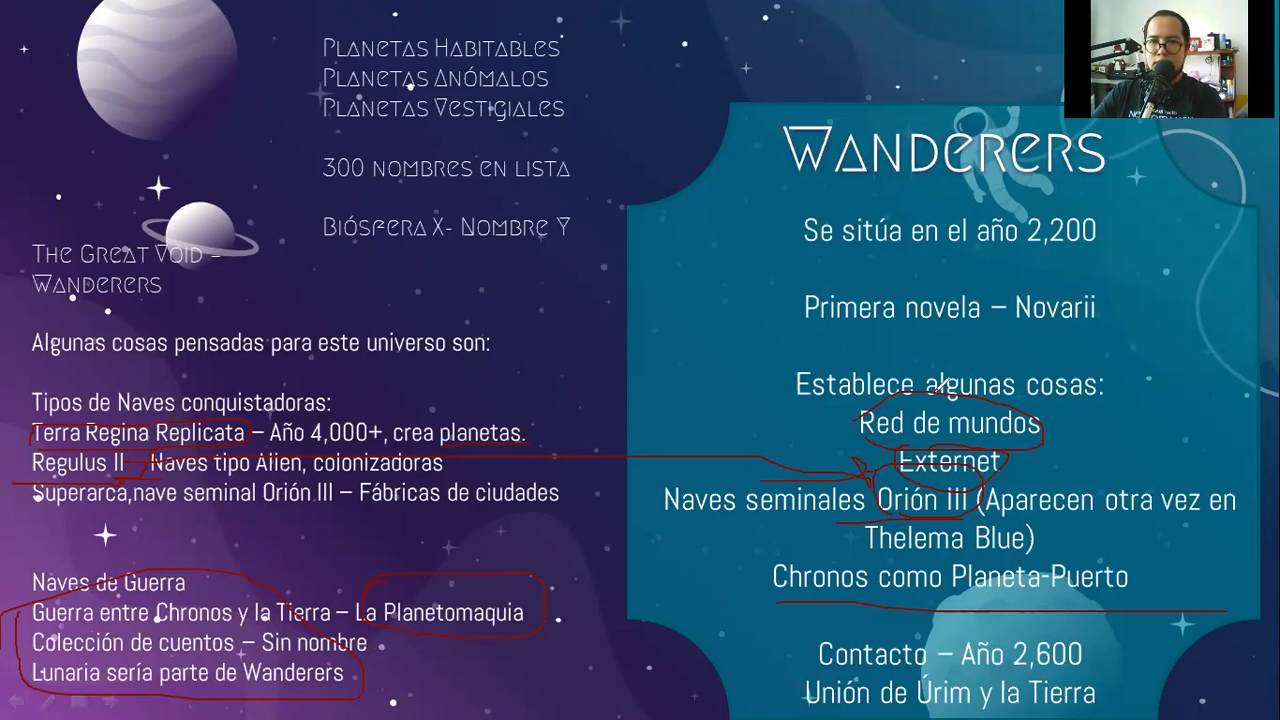 PLANETAS HABITABLES
PLANETAS ANÓMALOS
PLANETAS VESTIGIALES
300 NOMBRES EN LISTA
BIÓSFERA X- NOMBRE Y
THE GREAT VOID –
WANDERERS
Algunas cosas pensadas para este universo son:
Tipos de Naves conquistadoras:
Terra Regina Replicata – Año 4,000+, crea planetas.
Regulus II – Naves tipo Alien, colonizadoras
Superarca,nave seminal Orión III – Fábricas de ciudades
Naves de Guerra
Guerra entre Chronos y la Tierra – La Planetomaquia
Colección de cuentos – Sin nombre
Lunaria sería parte de Wanderers
WANDERERS
Se sitúa en el año 2,200
Primera novela – Novarii
Establece algunas cosas:
Red de mundos
Externet
Naves seminales Orión III (Aparecen otra vez en
Thelema Blue)
Chronos como Planeta-Puerto
Contacto – Año 2,600
Unión de Úrim y la Tierra